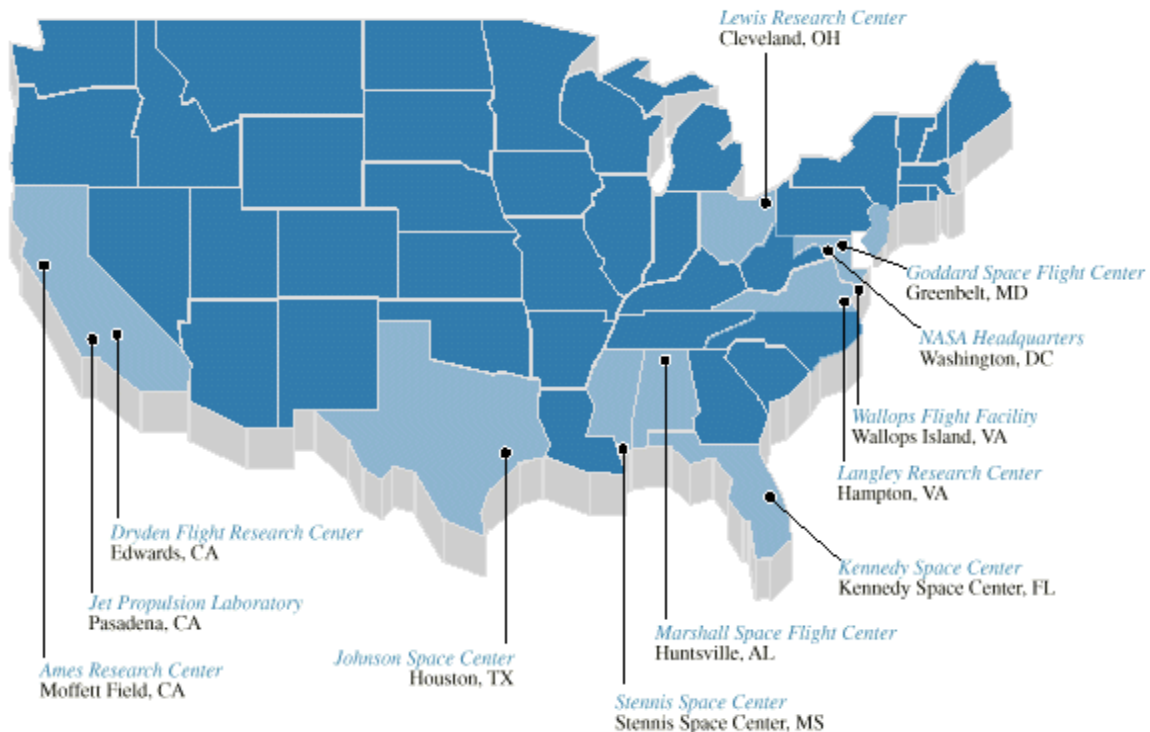 Lewis Research Center
Cleveland, OH
Goddard Space Flight Center
Greenbelt, MD
NASA Headquarters
Washington, DC
Wallops Flight Facility
Wallops Island, VA
Langley Research Center
Hampton, VA
Dryden Flight Research Center
Edwards, CA
Kennedy Space Center
Kennedy Space Center, FL
Jet Propulsion Laboratory
Pasadena, CA
Marshall Space Flight Center
Huntsville, AL
Johnson Space Center
Houston, TX
Ames Research Center
Moffett Field, CA
Stennis Space Center
Stennis Space Center, MS